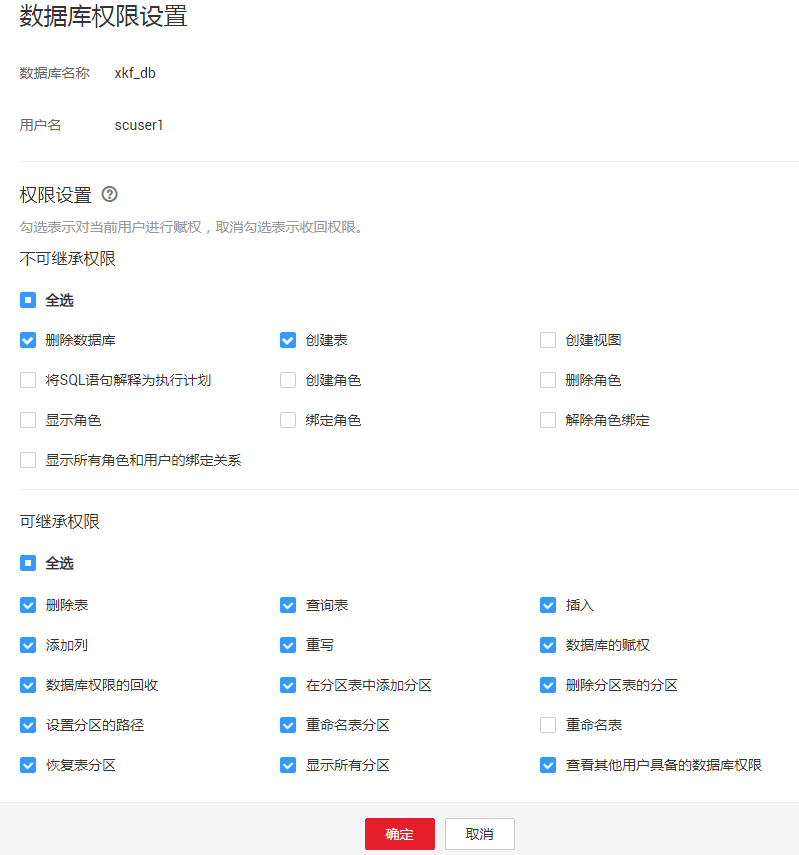 数据库权限设置
数据库名称 xkf_db
用户名 scuser1
权限设置 ?
勾选表示对当前用户进行赋权，取消勾选表示收回权限。
不可继承权限
全选
删除数据库 创建表 创建视图
将SQL语句解释为执行计划 创建角色 删除角色
显示角色 绑定角色 解除角色绑定
显示所有角色和用户的绑定关系
可继承权限
全选
删除表 查询表 插入
添加列 重写 数据库的赋权
数据库权限的回收 在分区表中添加分区 删除分区表的分区
设置分区的路径 重命名表分区 重命名表
恢复表分区 显示所有分区 查看其他用户具备的数据库权限
确定 取消